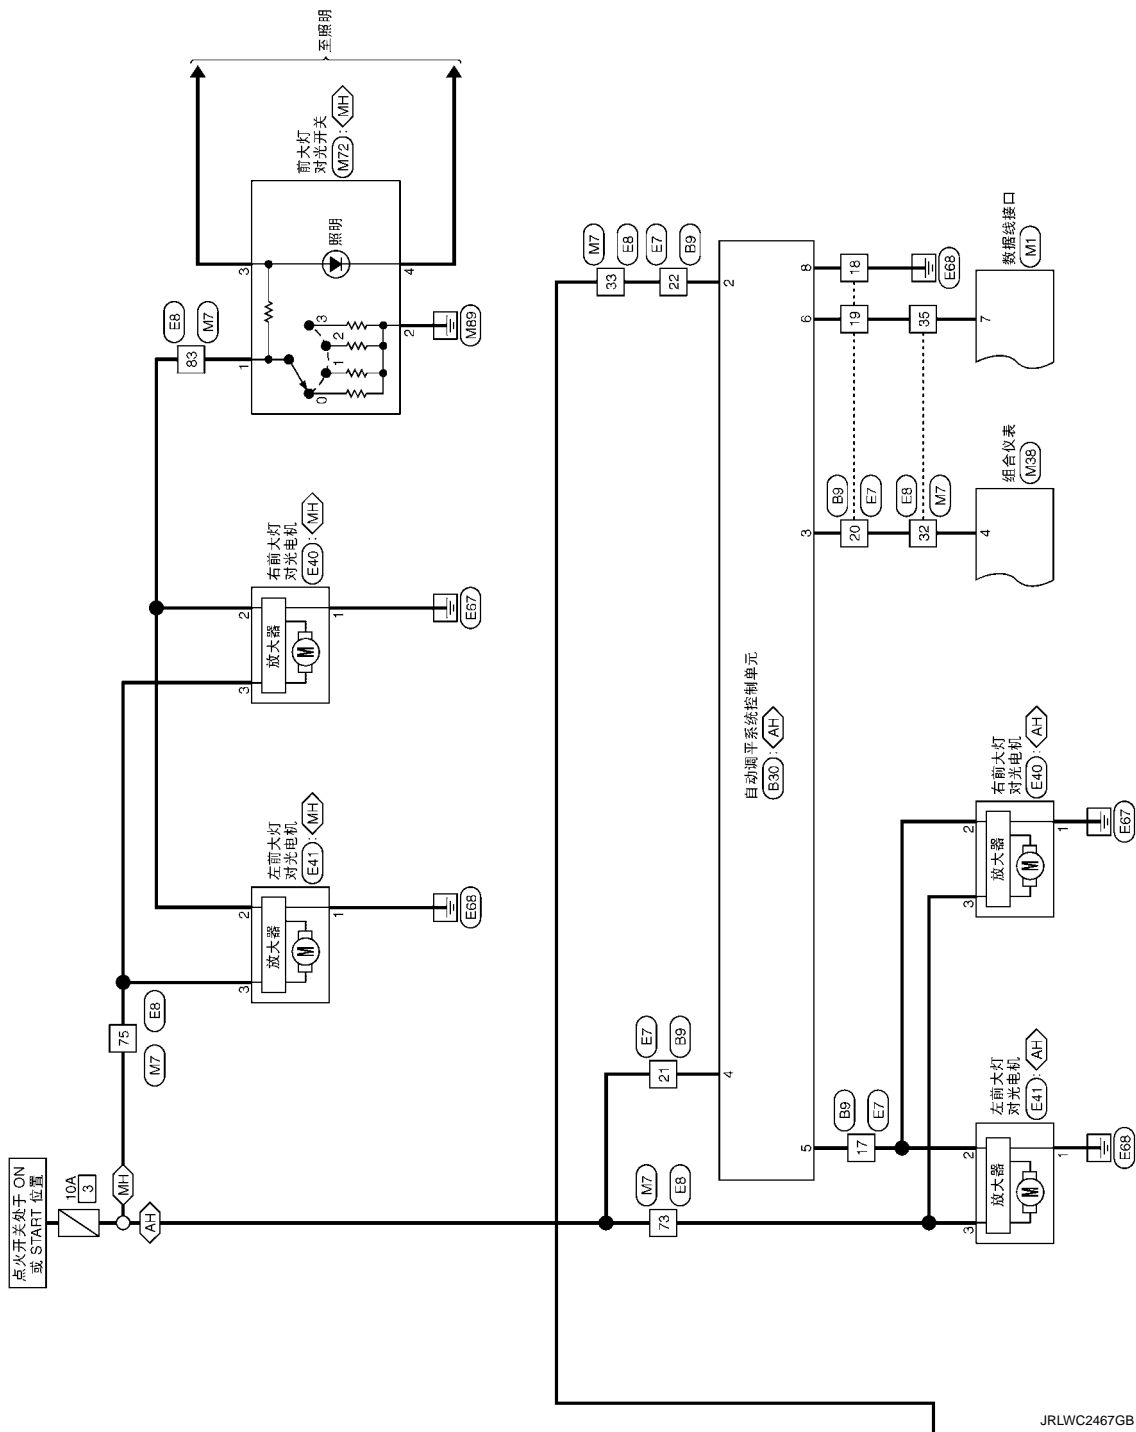 点火开关处于 ON
或 START 位置
10A
3
MH
AH
M7
75
E8
左前大灯
对光电机
E41 : MH
3
2
放大器
M
1
E68
右前大灯
对光电机
E40 : MH
3
2
放大器
M
1
E67
83
E8
M7
前大灯
对光开关
M72 : MH
1
3
0
1
2
3
照明
2
4
M89
至照明
73
M7
E8
21
E7
B9
33
M7
E8
22
E7
B9
自动调平系统控制单元
B30 : AH
4
2
5
3
6
8
17
B9
E7
20
B9
E7
19
18
E68
32
E8
M7
35
左前大灯
对光电机
E41 : AH
3
2
放大器
M
1
E68
右前大灯
对光电机
E40 : AH
3
2
放大器
M
1
E67
组合仪表
M38
4
数据线接口
M1
7
JRLWC2467GB